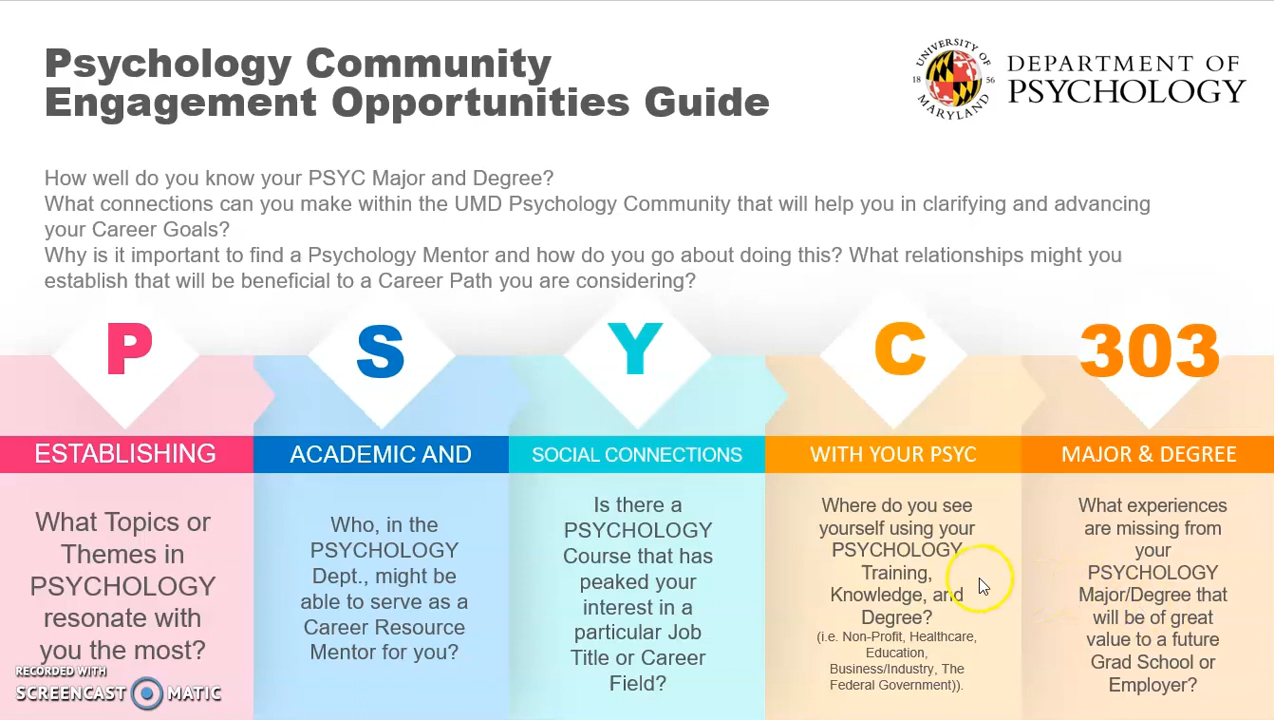 Psychology Community
Engagement Opportunities Guide
UNIVERSITY OF
18 56
MARYLAND
DEPARTMENT OF
PSYCHOLOGY
How well do you know your PSYC Major and Degree?
What connections can you make within the UMD Psychology Community that will help you in clarifying and advancing
your Career Goals?
Why is it important to find a Psychology Mentor and how do you go about doing this? What relationships might you
establish that will be beneficial to a Career Path you are considering?
P
ESTABLISHING
What Topics or
Themes in
PSYCHOLOGY
resonate with
you the most?
S
ACADEMIC AND
Who, in the
PSYCHOLOGY
Dept., might be
able to serve as a
Career Resource
Mentor for you?
Y
SOCIAL CONNECTIONS
Is there a
PSYCHOLOGY
Course that has
peaked your
interest in a
particular Job
Title or Career
Field?
C
WITH YOUR PSYC
Where do you see
yourself using your
PSYCHOLOGY
Training,
Knowledge, and
Degree?
(i.e. Non-Profit, Healthcare,
Education,
Business/Industry, The
Federal Government)).
303
MAJOR & DEGREE
What experiences
are missing from
your
PSYCHOLOGY
Major/Degree that
will be of great
value to a future
Grad School or
Employer?
RECORDED WITH
SCREENCAST MATIC